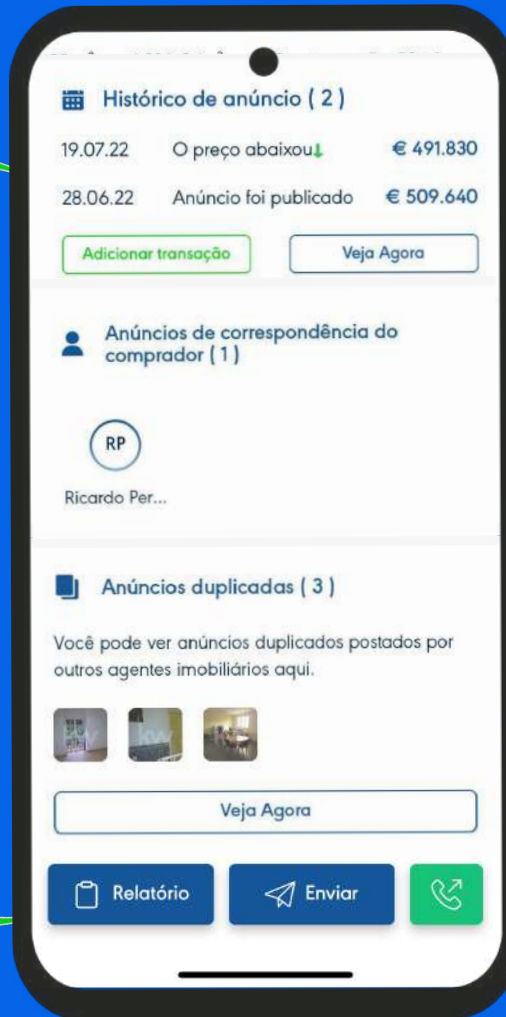 Histórico de anúncio ( 2 )
19.07.22 O preço abaixou↓ € 491.830
28.06.22 Anúncio foi publicado € 509.640
Adicionar transação Veja Agora
Anúncios de correspondência do
comprador ( 1 )
RP
Ricardo Per...
Anúncios duplicadas ( 3 )
Você pode ver anúncios duplicados postados por
outros agentes imobiliários aqui.
kw
Veja Agora
Relatório Enviar